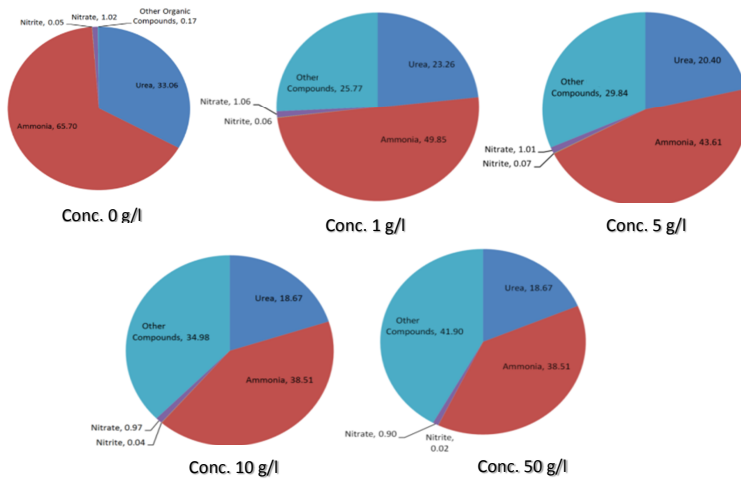 Nitrate, 1.02
Other Organic
Compounds, 0.17
Nitrite, 0.05
Urea, 33.06
Ammonia, 65.70
Conc. 0 g/l
Other
Compounds, 25.77
Urea, 23.26
Nitrate, 1.06
Nitrite, 0.06
Ammonia, 49.85
Conc. 1 g/l
Other
Compounds, 29.84
Urea, 20.40
Nitrate, 1.01
Nitrite, 0.07
Ammonia, 43.61
Conc. 5 g/l
Other
Compounds, 34.98
Urea, 18.67
Ammonia, 38.51
Nitrate, 0.97
Nitrite, 0.04
Conc. 10 g/l
Other
Compounds, 41.90
Urea, 18.67
Ammonia, 38.51
Nitrate, 0.90
Nitrite,
0.02
Conc. 50 g/l